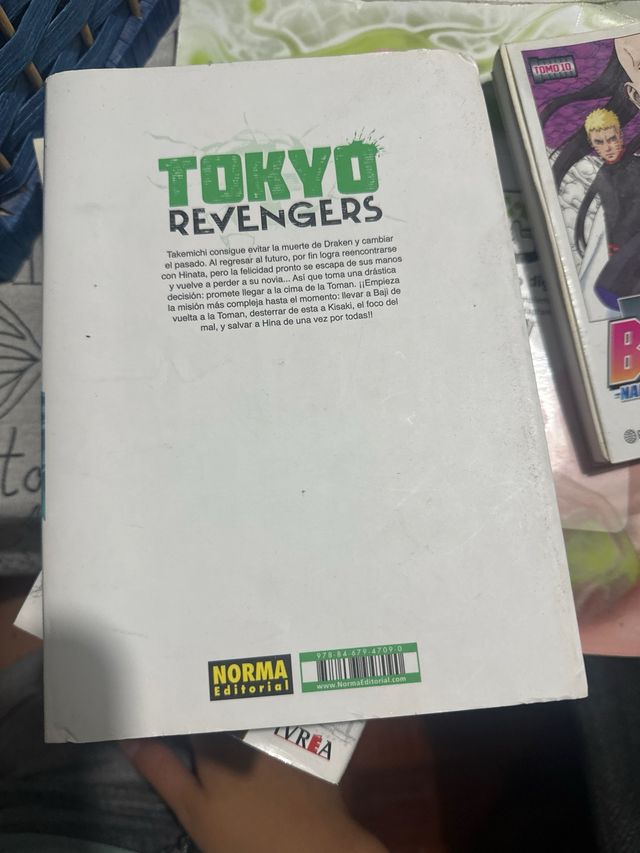 TOKYO
REVENGERS
Takemichi consigue evitar la muerte de Draken y cambiar
el pasado. Al regresar al futuro, por fin logra reencontrarse
con Hinata, pero la felicidad pronto se escapa de sus manos
y vuelve a perder a su novia... Así que toma una drástica
decisión: promete llegar a la cima de la Toman. ¡¡Empieza
la misión más compleja hasta el momento: llevar a Baji de
vuelta a la Toman, desterrar de esta a Kisaki, el foco del
mal, y salvar a Hina de una vez por todas!!
NORMA
Editorial
978-84-679-4709-0
www.NormaEditorial.com
TOMO 10